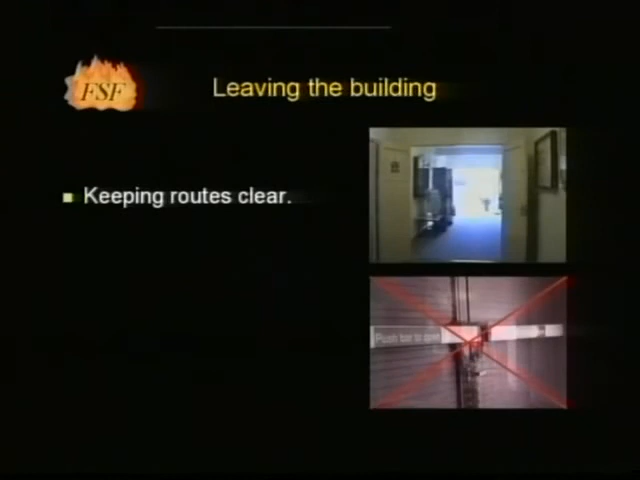 FSF
Leaving the building
Keeping routes clear.
Push bar to open